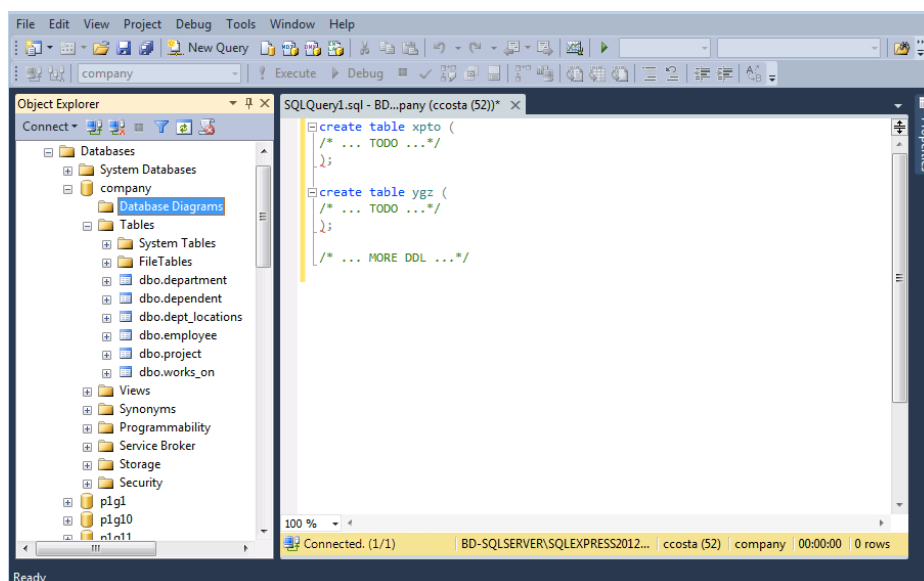 File Edit View Project Debug Tools Window Help
New Query
company Execute Debug
Object Explorer
Connect
Databases
System Databases
company
Database Diagrams
Tables
System Tables
FileTables
dbo.department
dbo.dependent
dbo.dept_locations
dbo.employee
dbo.project
dbo.works_on
Views
Synonyms
Programmability
Service Broker
Storage
Security
p1g1
p1g10
p1g11
SQLQuery1.sql - BD...pany (ccosta (52))*
create table xpto (
/* ... TODO ...*/
);
create table ygz (
/* ... TODO ...*/
);
/* ... MORE DDL ...*/
100 %
Connected. (1/1) BD-SQLSERVER\SQLEXPRESS2012... ccosta (52) company 00:00:00 0 rows
Properties
Ready